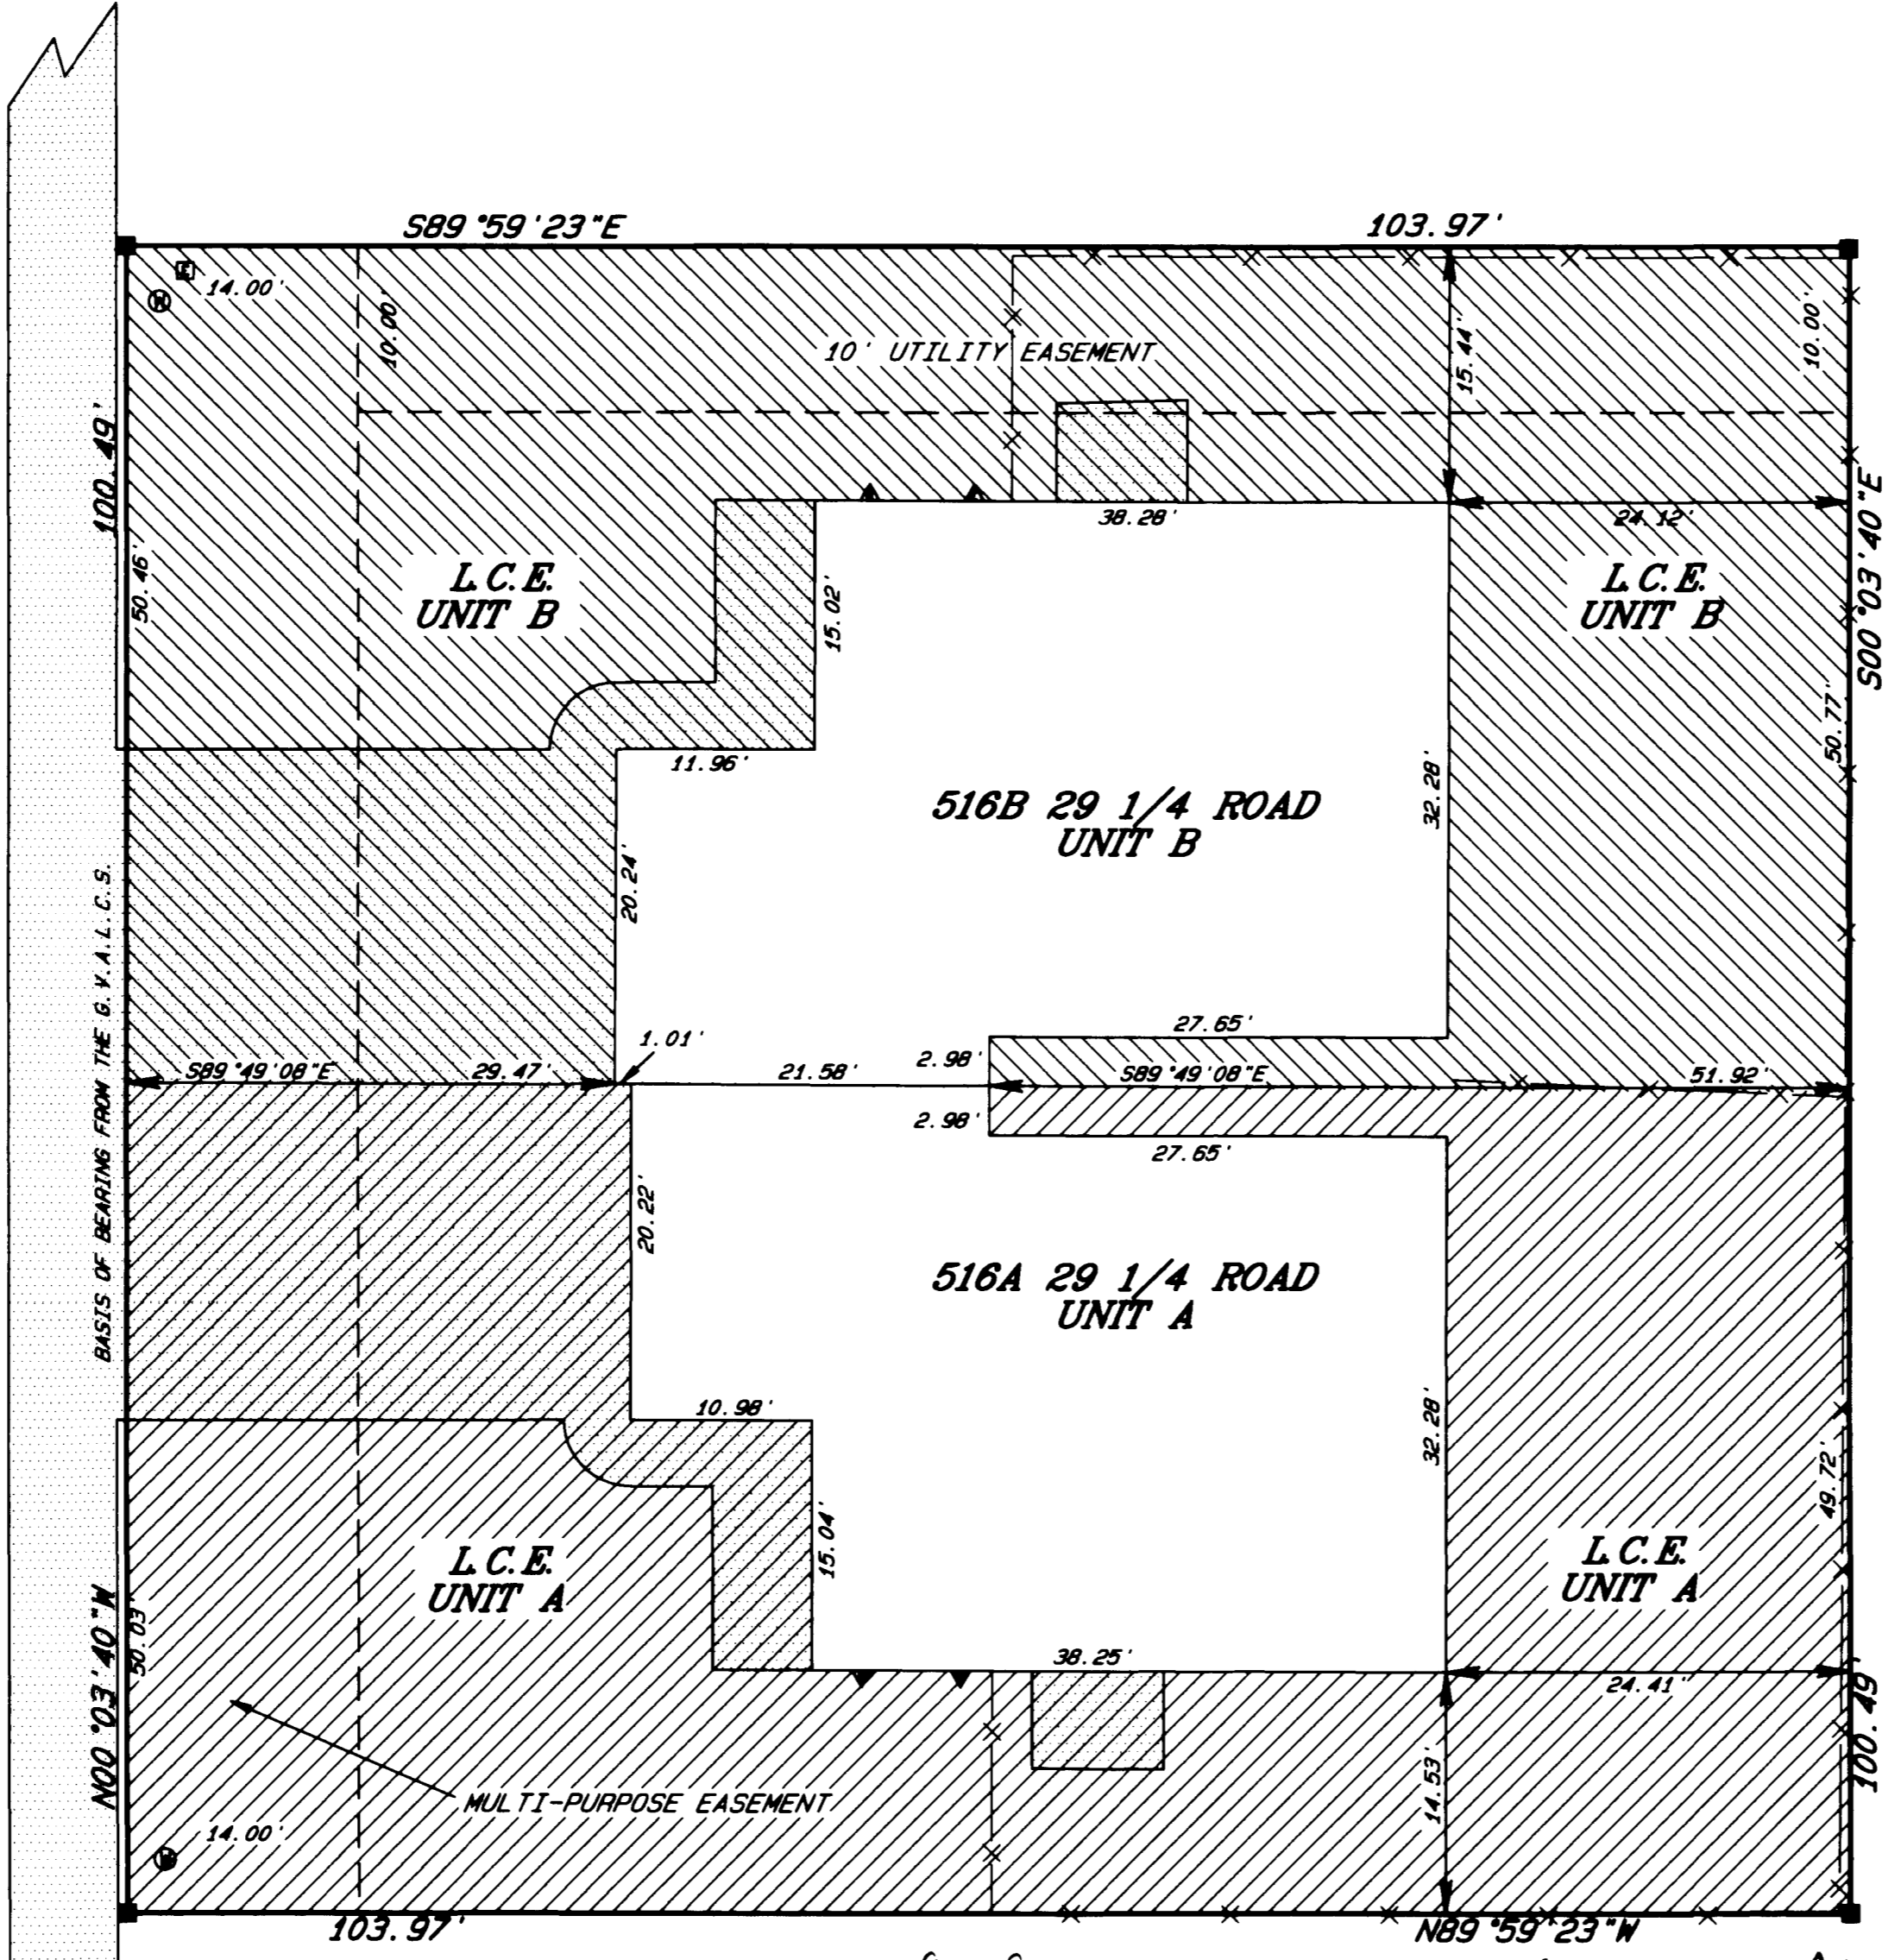 S89°59'23"E
103.97'
E
14.00'
W
10.00'
10.00'
15.44'
10' UTILITY EASEMENT
100.49'
38.28'
24.12'
S00°03'40"E
50.46'
L.C.E.
UNIT B
15.02'
L.C.E.
UNIT B
50.77'
11.96'
32.28'
516B 29 1/4 ROAD
UNIT B
20.24'
BASIS OF BEARING FROM THE G.V.A.L.C.S.
27.65'
1.01'
2.98'
S89°49'08"E
29.47'
21.58'
S89°49'08"E
51.92'
2.98'
27.65'
20.22'
516A 29 1/4 ROAD
UNIT A
10.98'
32.28'
49.72'
15.04'
L.C.E.
UNIT A
L.C.E.
UNIT A
N00°03'40"W
50.03'
38.25'
24.41'
100.49'
14.53'
MULTI-PURPOSE EASEMENT
14.00'
103.97'
N89°59'23"W